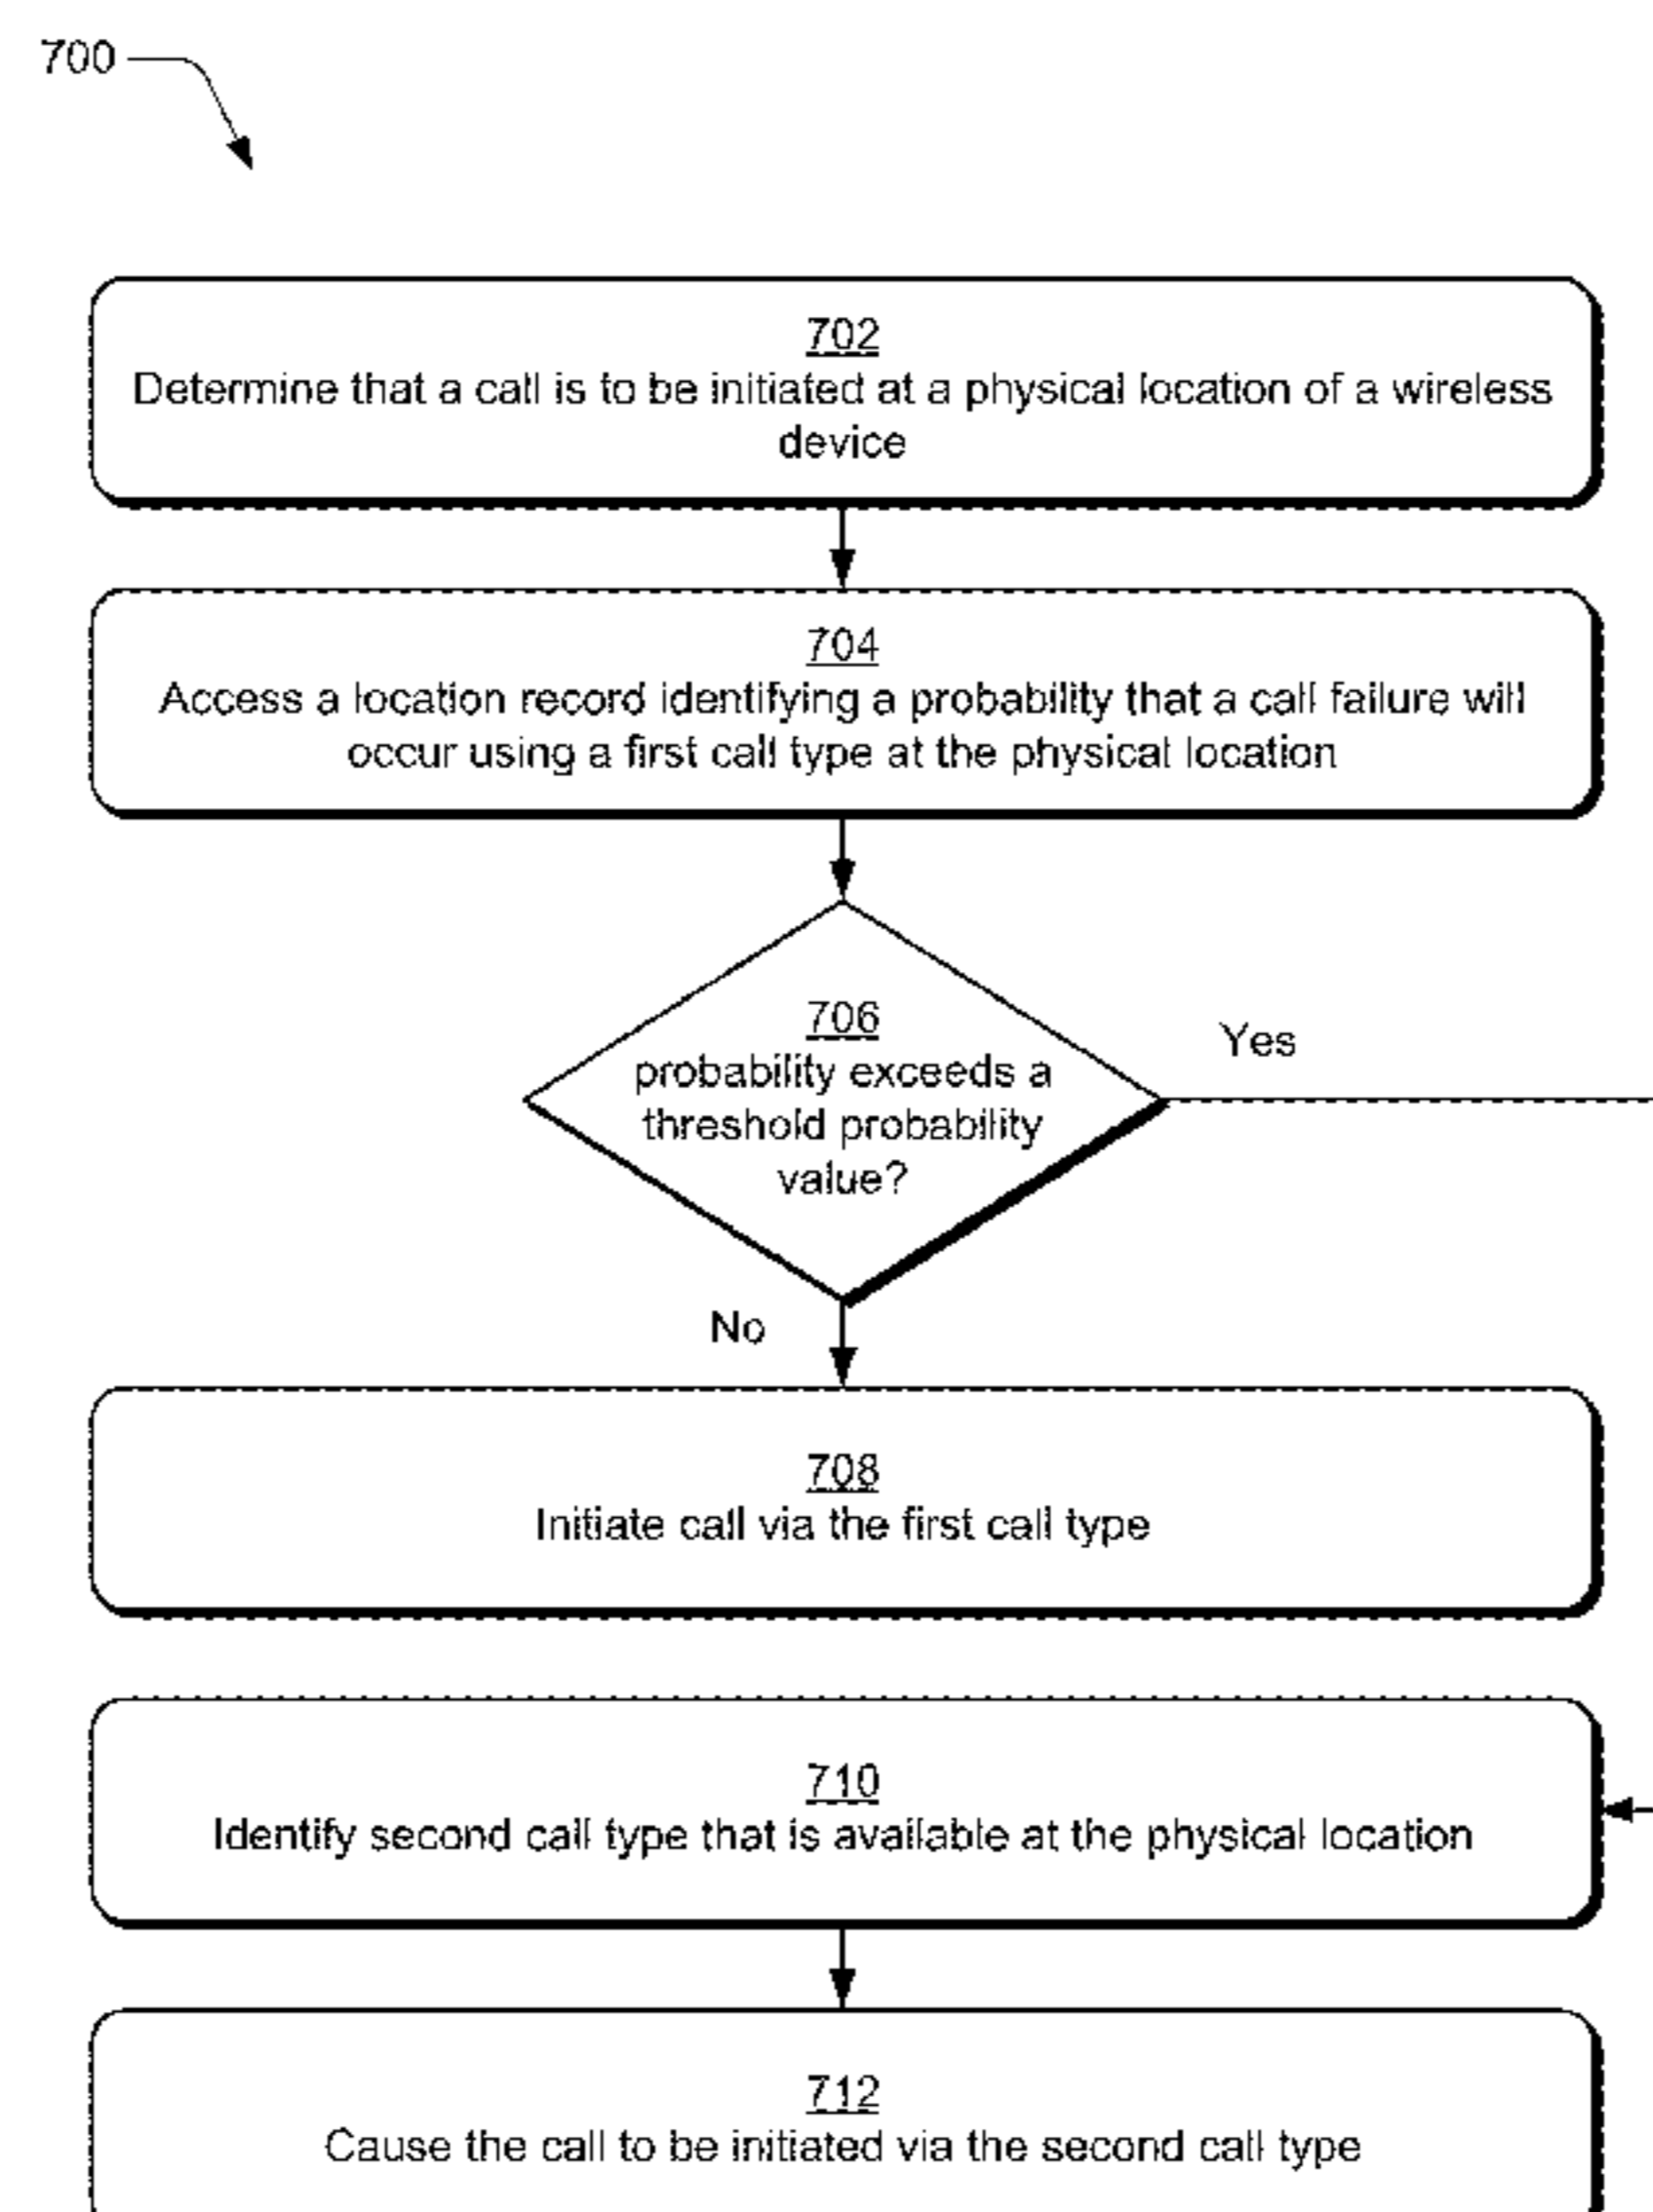 700
702
Determine that a call is to be initiated at a physical location of a wireless
device
704
Access a location record identifying a probability that a call failure will
occur using a first call type at the physical location
706
probability exceeds a
threshold probability
value?
Yes
No
708
Initiate call via the first call type
710
Identify second call type that is available at the physical location
712
Cause the call to be initiated via the second call type